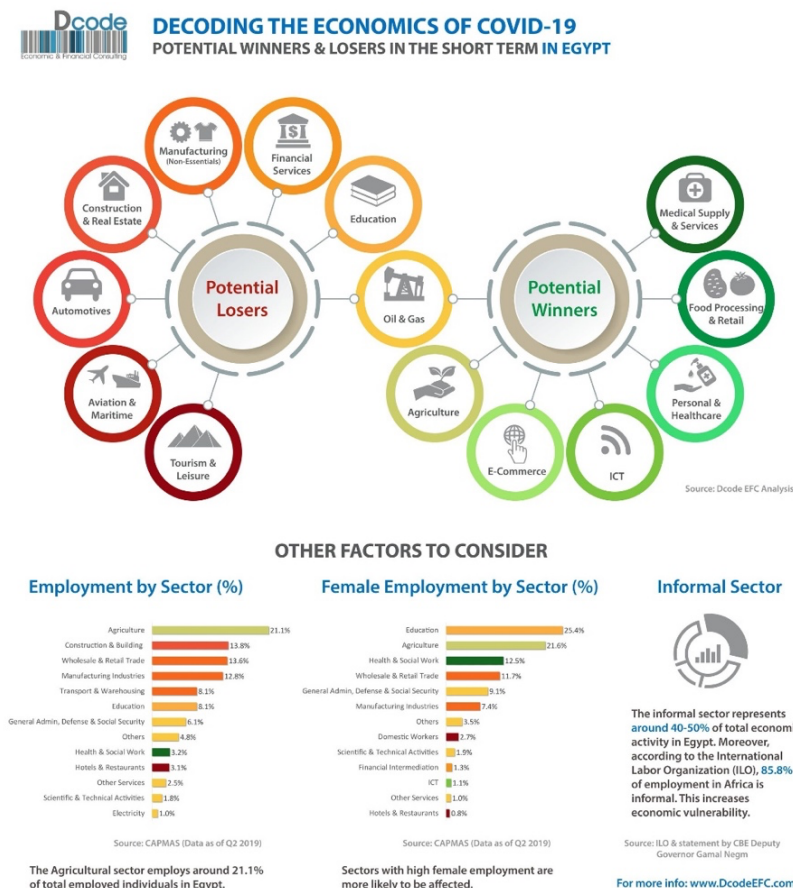 Dcode
Economic & Financial Consulting
DECODING THE ECONOMICS OF COVID-19
POTENTIAL WINNERS & LOSERS IN THE SHORT TERM IN EGYPT
Manufacturing
(Non-Essentials)
Financial
Services
Construction
& Real Estate
Education
Medical Supply
& Services
Automotives
Potential
Losers
Oil & Gas
Potential
Winners
Food Processing
& Retail
Aviation &
Maritime
Agriculture
Personal &
Healthcare
Tourism &
Leisure
E-Commerce
ICT
Source: Dcode EFC Analysis
OTHER FACTORS TO CONSIDER
Employment by Sector (%)
Agriculture 21.1%
Construction & Building 13.8%
Wholesale & Retail Trade 13.6%
Manufacturing Industries 12.8%
Transport & Warehousing 8.1%
Education 8.1%
General Admin, Defense & Social Security 6.1%
Others 4.8%
Health & Social Work 3.2%
Hotels & Restaurants 3.1%
Other Services 2.5%
Scientific & Technical Activities 1.8%
Electricity 1.0%
Source: CAPMAS (Data as of Q2 2019)
The Agricultural sector employs around 21.1%
of total employed individuals in Egypt.
Female Employment by Sector (%)
Education 25.4%
Agriculture 21.6%
Health & Social Work 12.5%
Wholesale & Retail Trade 11.7%
General Admin, Defense & Social Security 9.1%
Manufacturing Industries 7.4%
Others 3.5%
Domestic Workers 2.7%
Scientific & Technical Activities 1.9%
Financial Intermediation 1.3%
ICT 1.1%
Other Services 1.0%
Hotels & Restaurants 0.8%
Source: CAPMAS (Data as of Q2 2019)
Sectors with high female employment are
more likely to be affected.
Informal Sector
The informal sector represents
around 40-50% of total economi
activity in Egypt. Moreover,
according to the International
Labor Organization (ILO), 85.8%
of employment in Africa is
informal. This increases
economic vulnerability.
Source: ILO & statement by CBE Deputy
Governor Gamal Negm
For more info: www.DcodeEFC.com